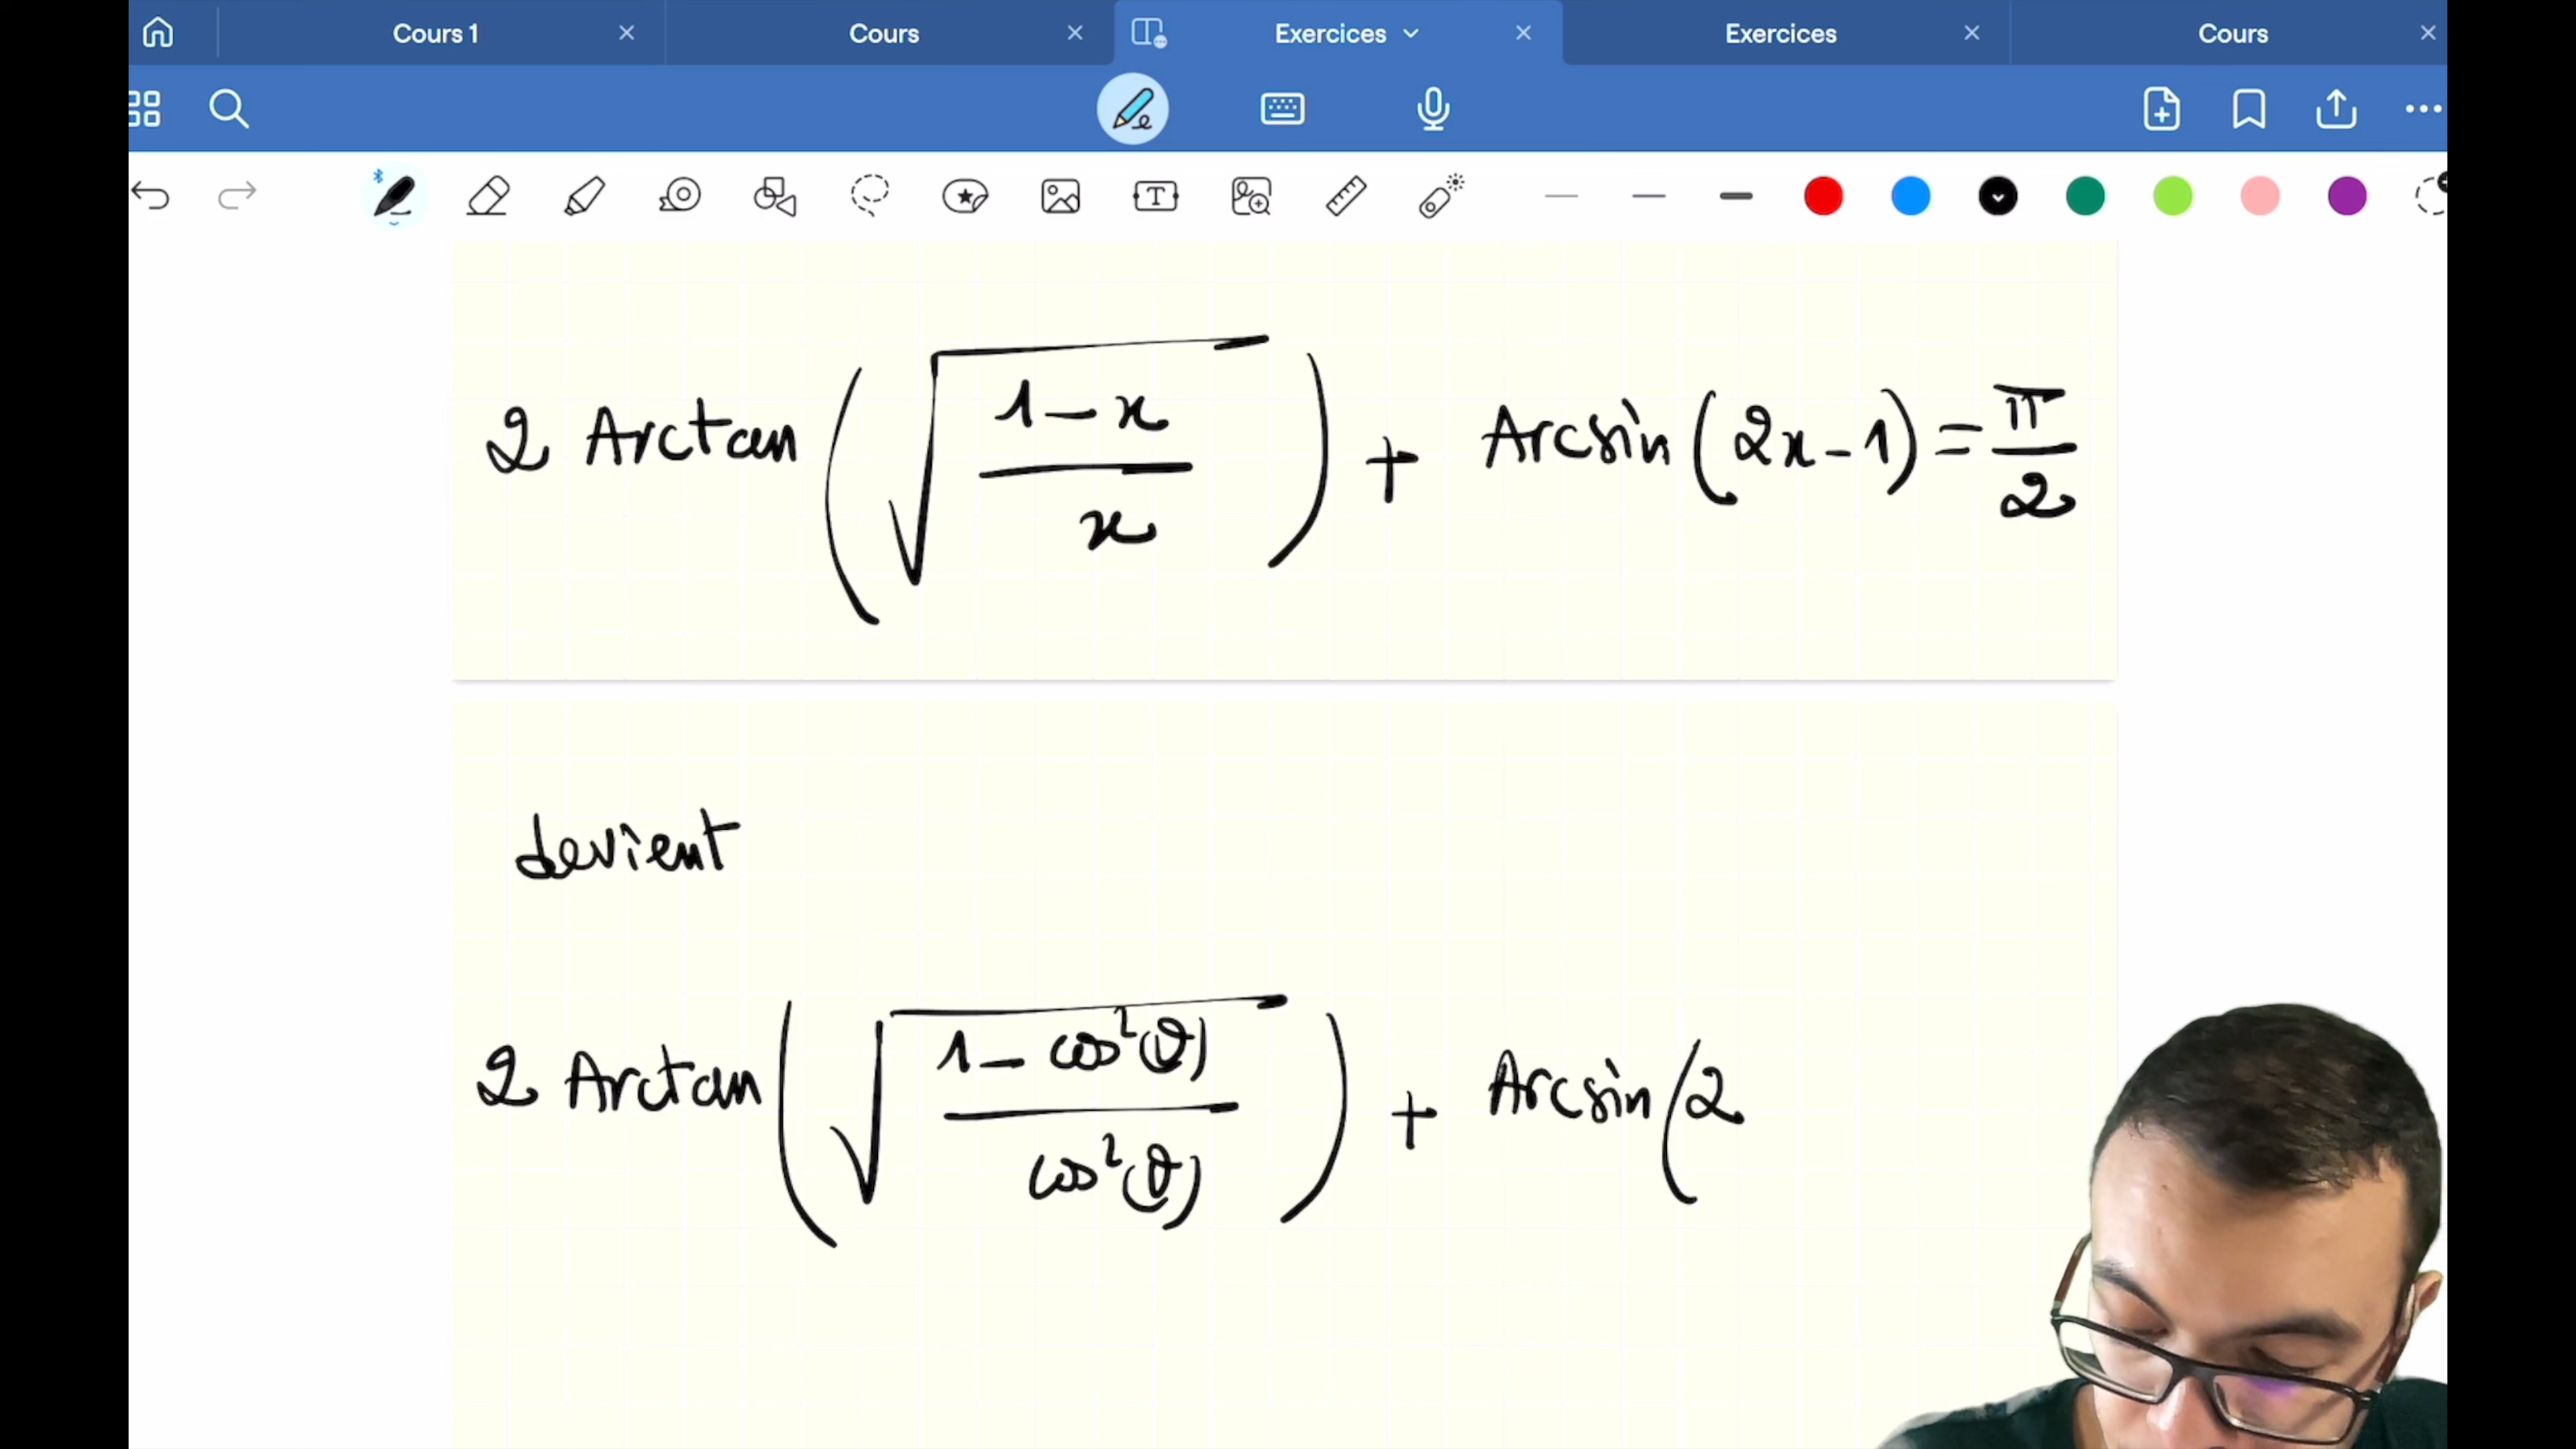 Cours 1 Cours Exercices Exercices Cours
2 Arctan(√((1-x)/x)) + Arcsin(2x-1) = π/2
devient
2 Arctan(√((1-cos²(θ))/cos²(θ))) + Arcsin(2